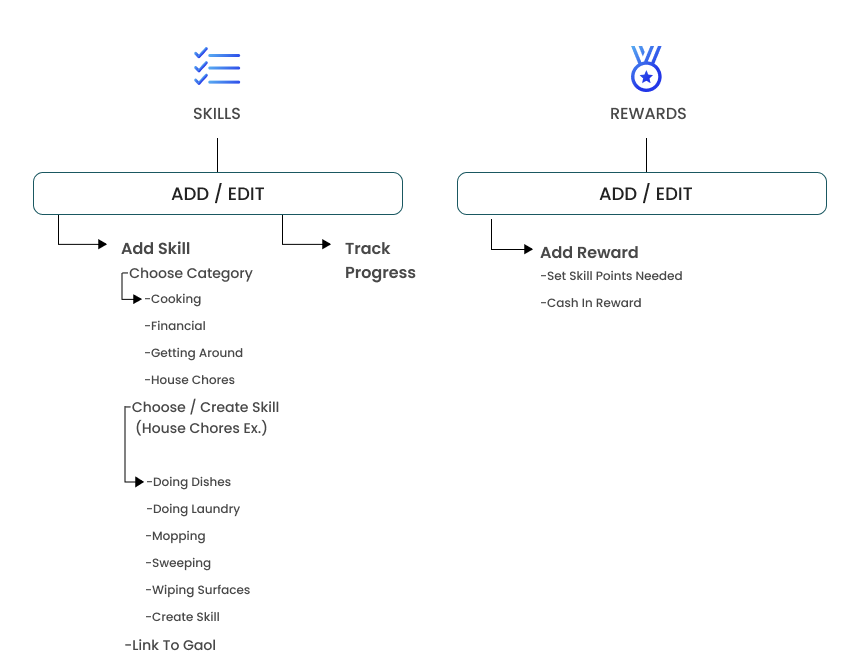 SKILLS
ADD / EDIT
Add Skill
Choose Category
-Cooking
-Financial
-Getting Around
-House Chores
Choose / Create Skill
(House Chores Ex.)
-Doing Dishes
-Doing Laundry
-Mopping
-Sweeping
-Wiping Surfaces
-Create Skill
-Link To Gaol
Track
Progress
REWARDS
ADD / EDIT
Add Reward
-Set Skill Points Needed
-Cash In Reward